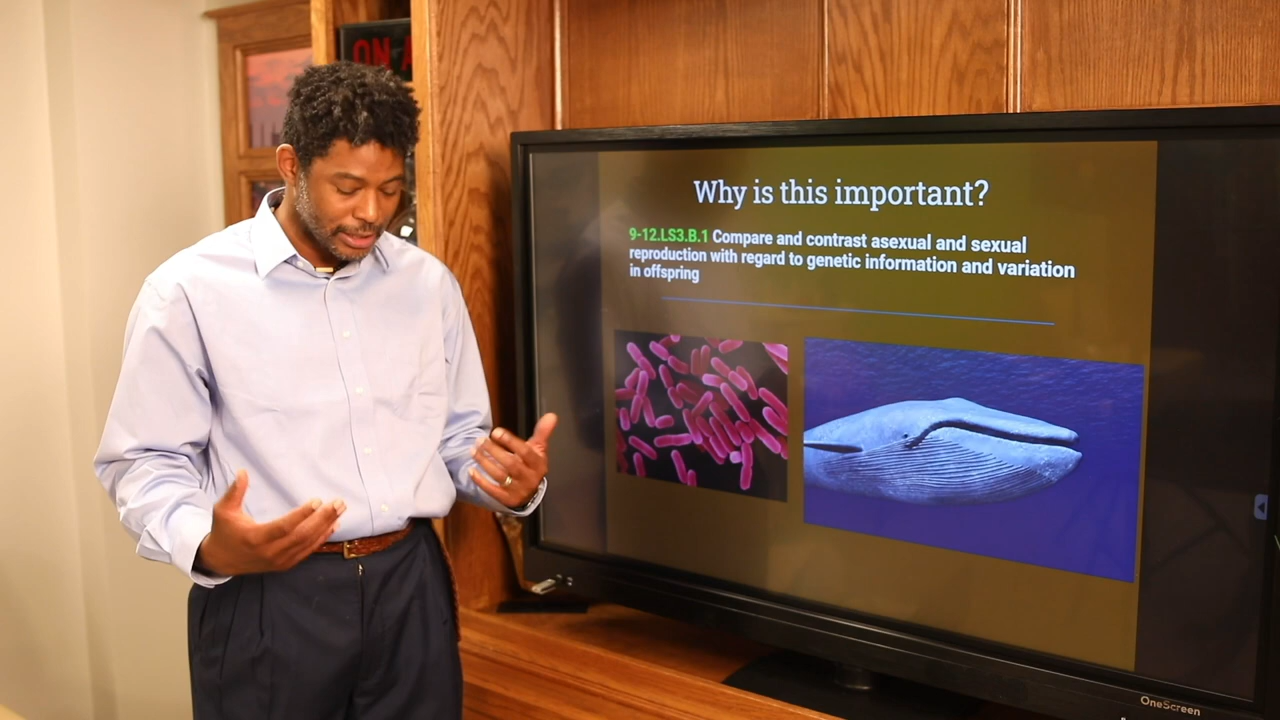 ON A
Why is this important?
9-12.LS3.B.1 Compare and contrast asexual and sexual
reproduction with regard to genetic information and variation
in offspring
OneScreen